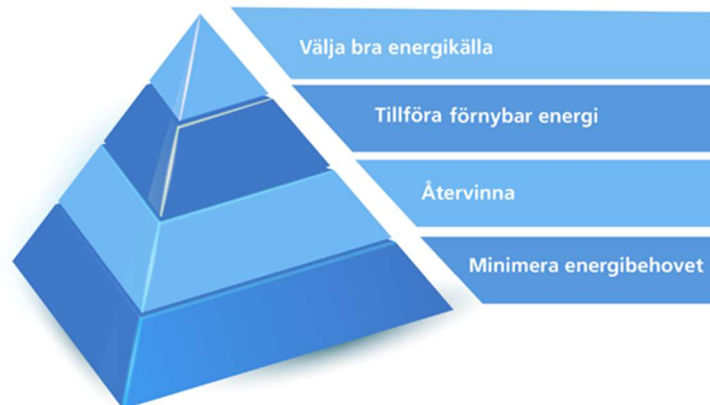 Välja bra energikälla
Tillföra förnybar energi
Återvinna
Minimera energibehovet